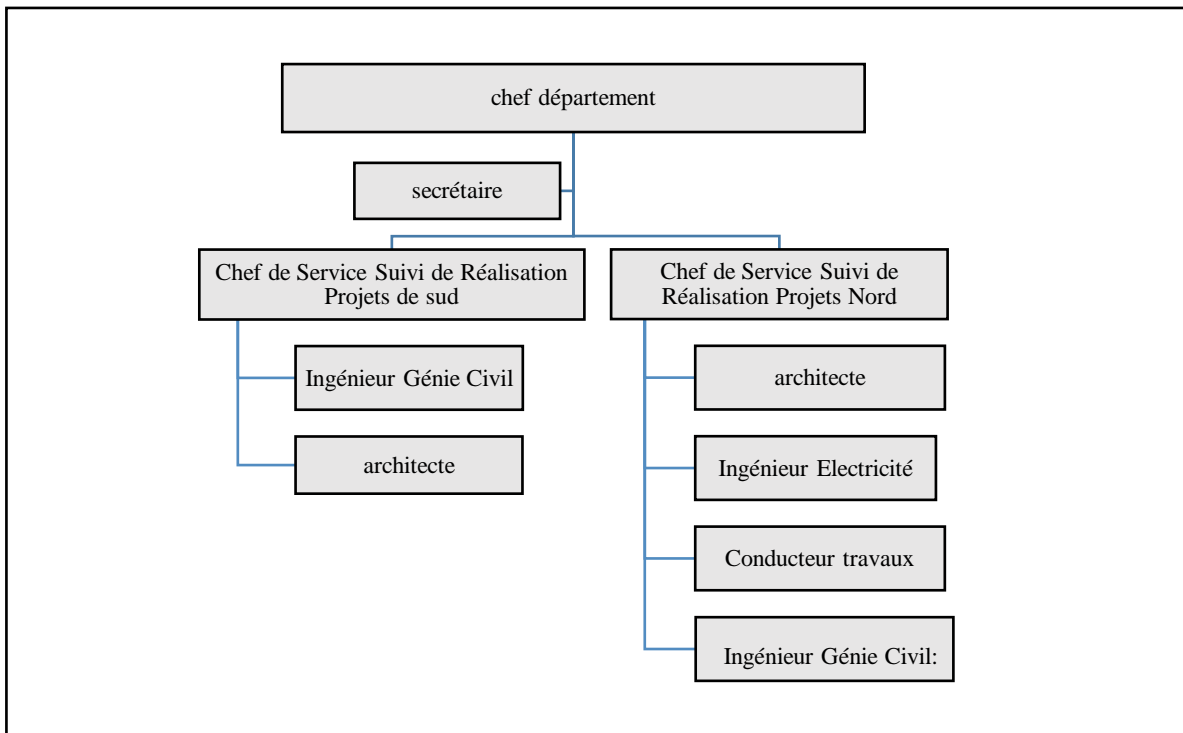 chef département
secrétaire
Chef de Service Suivi de Réalisation
Projets de sud
Ingénieur Génie Civil
architecte
Chef de Service Suivi de
Réalisation Projets Nord
architecte
Ingénieur Electricité
Conducteur travaux
Ingénieur Génie Civil: